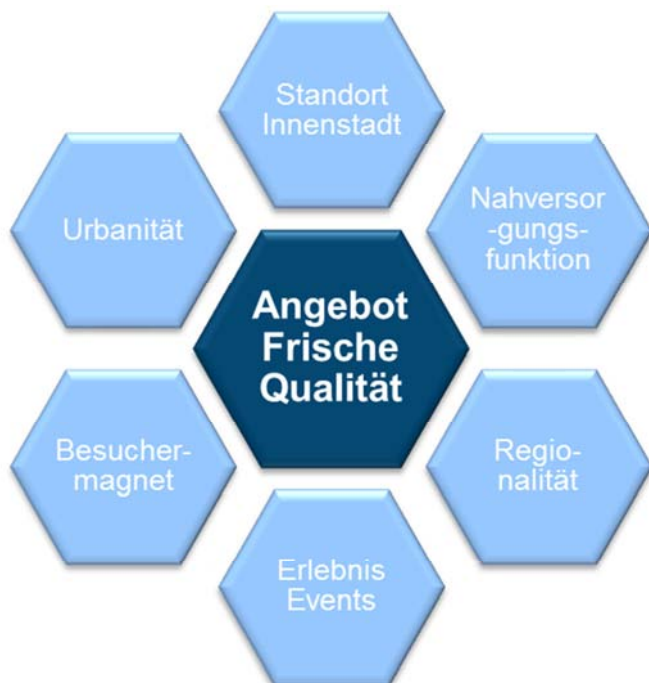 Standort
Innenstadt
Nahversor
-gungs-
funktion
Regio-
nalität
Erlebnis
Events
Besucher-
magnet
Urbanität
Angebot
Frische
Qualität